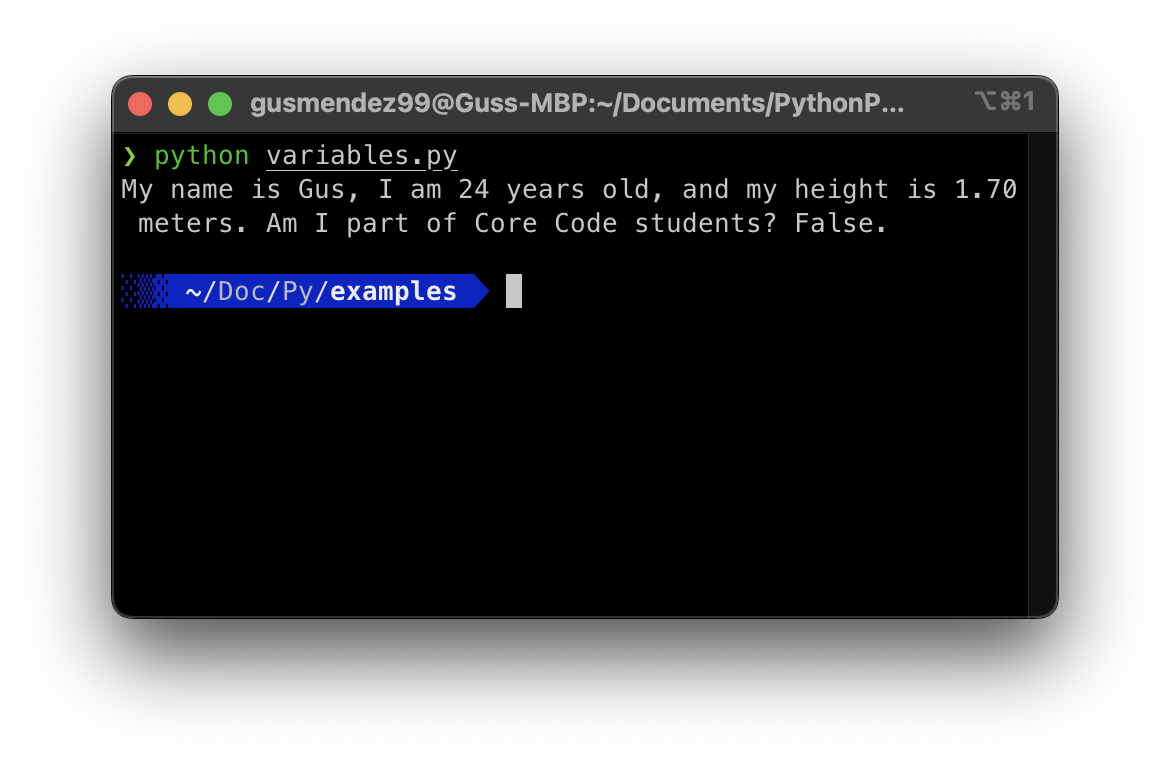 gusmendez99@Guss-MBP:~/Documents/PythonP... ⌥⌘1
❯ python variables.py
My name is Gus, I am 24 years old, and my height is 1.70
meters. Am I part of Core Code students? False.
~/Doc/Py/examples